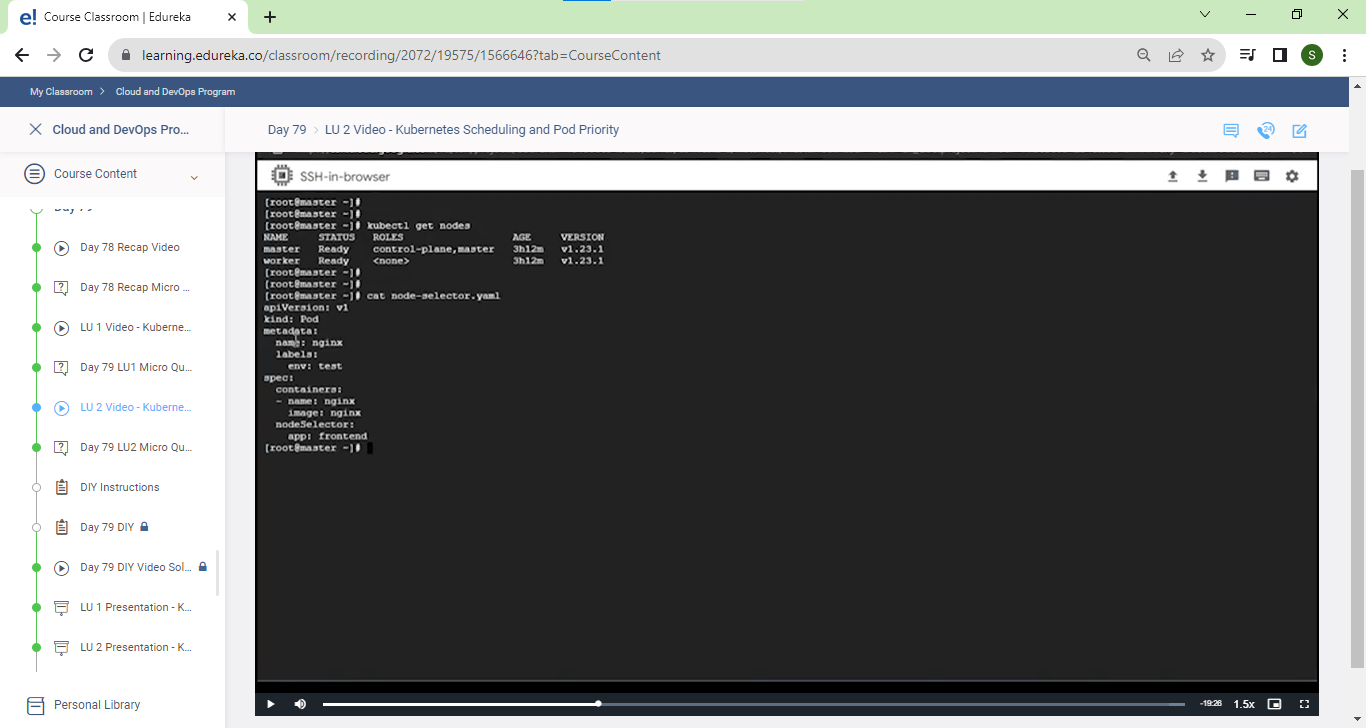 e! Course Classroom | Edureka
learning.edureka.co/classroom/recording/2072/19575/1566646?tab=CourseContent
S
My Classroom > Cloud and DevOps Program
Cloud and DevOps Pro...
Day 79 > LU 2 Video - Kubernetes Scheduling and Pod Priority
24
Course Content
Day 79
Day 78 Recap Video
Day 78 Recap Micro ...
LU 1 Video - Kuberne...
Day 79 LU1 Micro Qu...
LU 2 Video - Kuberne...
Day 79 LU2 Micro Qu...
DIY Instructions
Day 79 DIY
Day 79 DIY Video Sol...
LU 1 Presentation - K...
LU 2 Presentation - K...
Personal Library
SSH-in-browser
[root@master ~]#
[root@master ~]#
[root@master ~]# kubectl get nodes
NAME STATUS ROLES AGE VERSION
master Ready control-plane,master 3h12m v1.23.1
worker Ready <none> 3h12m v1.23.1
[root@master ~]#
[root@master ~]#
[root@master ~]# cat node-selector.yaml
apiVersion: v1
kind: Pod
metadata:
name: nginx
labels:
env: test
spec:
containers:
- name: nginx
image: nginx
nodeSelector:
app: frontend
[root@master ~]#
-19:26 1.5x